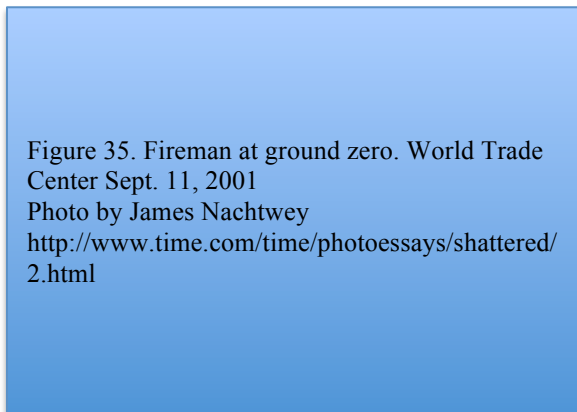 Figure 35. Fireman at ground zero. World Trade
Center Sept. 11, 2001
Photo by James Nachtwey
http://www.time.com/time/photoessays/shattered/
2.html